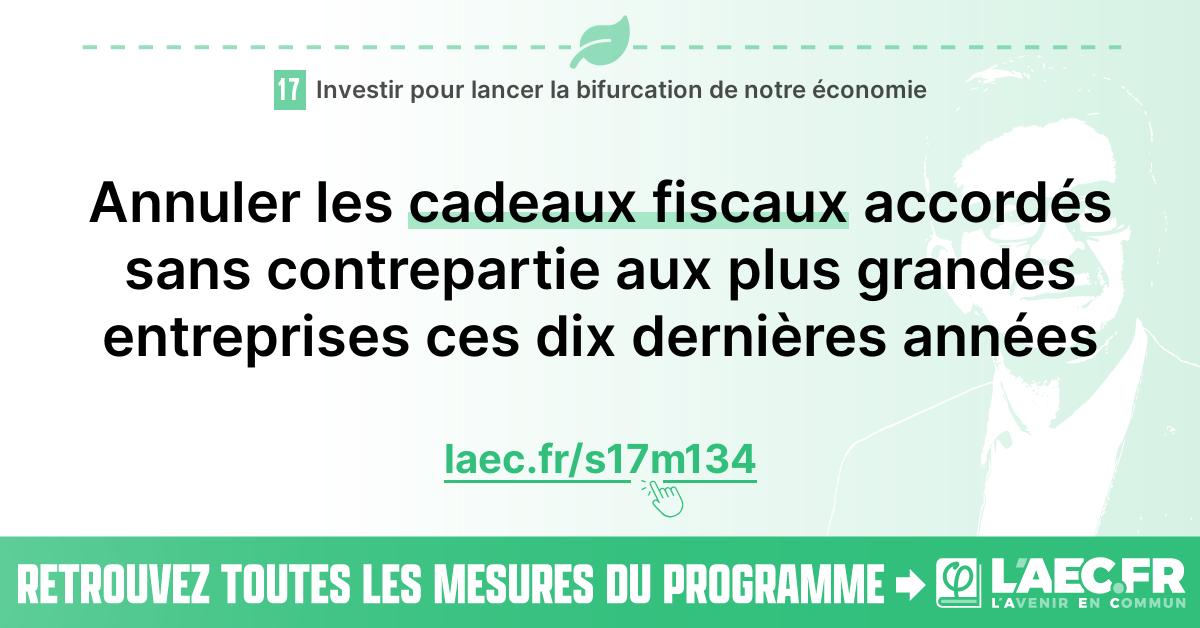 17 Investir pour lancer la bifurcation de notre économie
Annuler les cadeaux fiscaux accordés
sans contrepartie aux plus grandes
entreprises ces dix dernières années
laec.fr/s17m134
RETROUVEZ TOUTES LES MESURES DU PROGRAMME → φ L'AEC.FR
L'AVENIR EN COMMUN